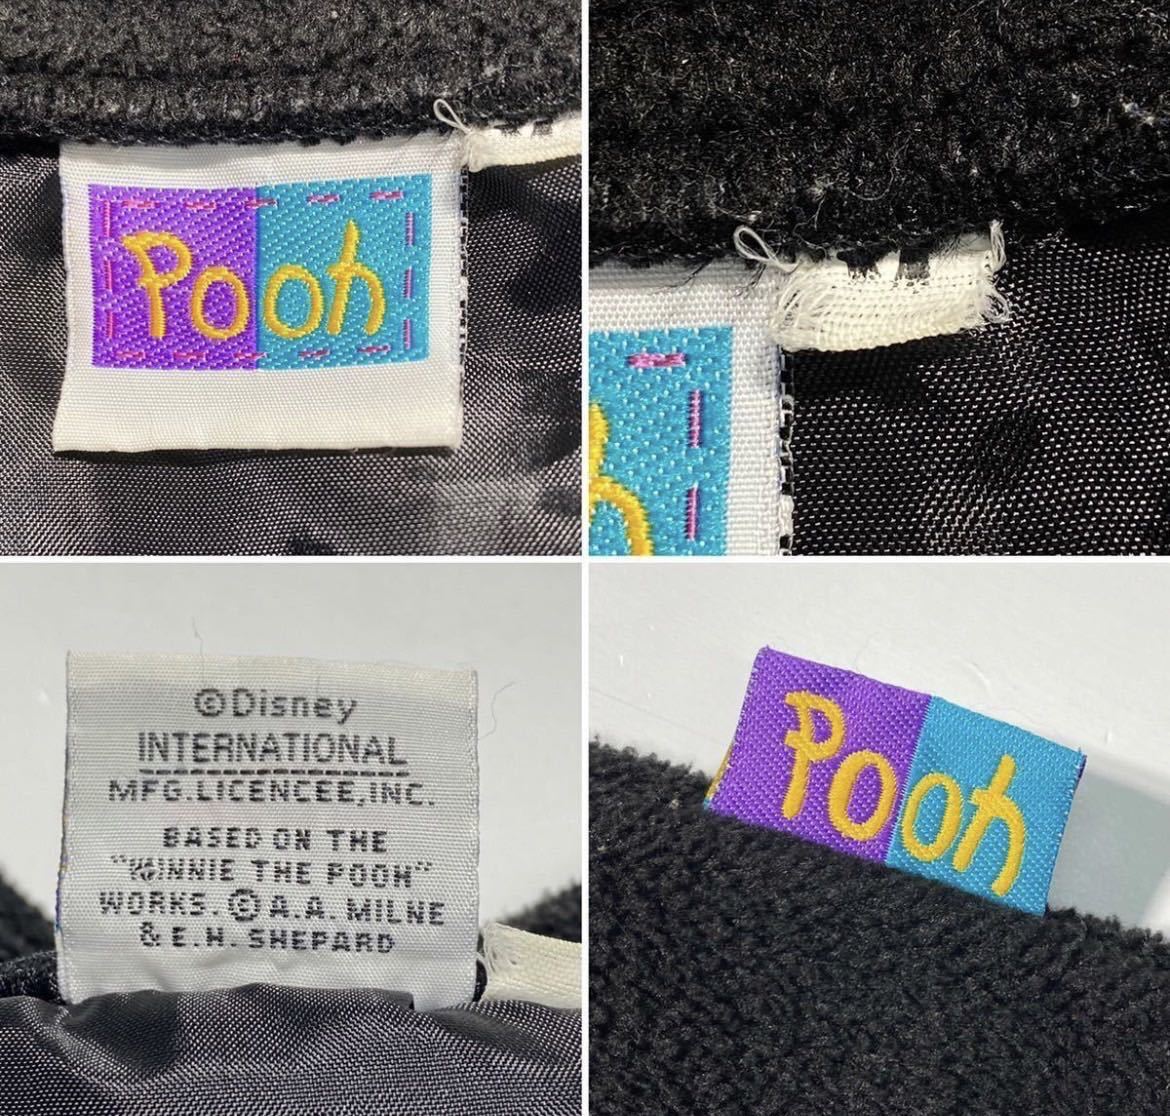 Pooh
©Disney
INTERNATIONAL
MFG.LICENCEE,INC.
BASED ON THE
"WINNIE THE POOH"
WORKS. © A.A. MILNE
& E.H. SHEPARD
Pooh